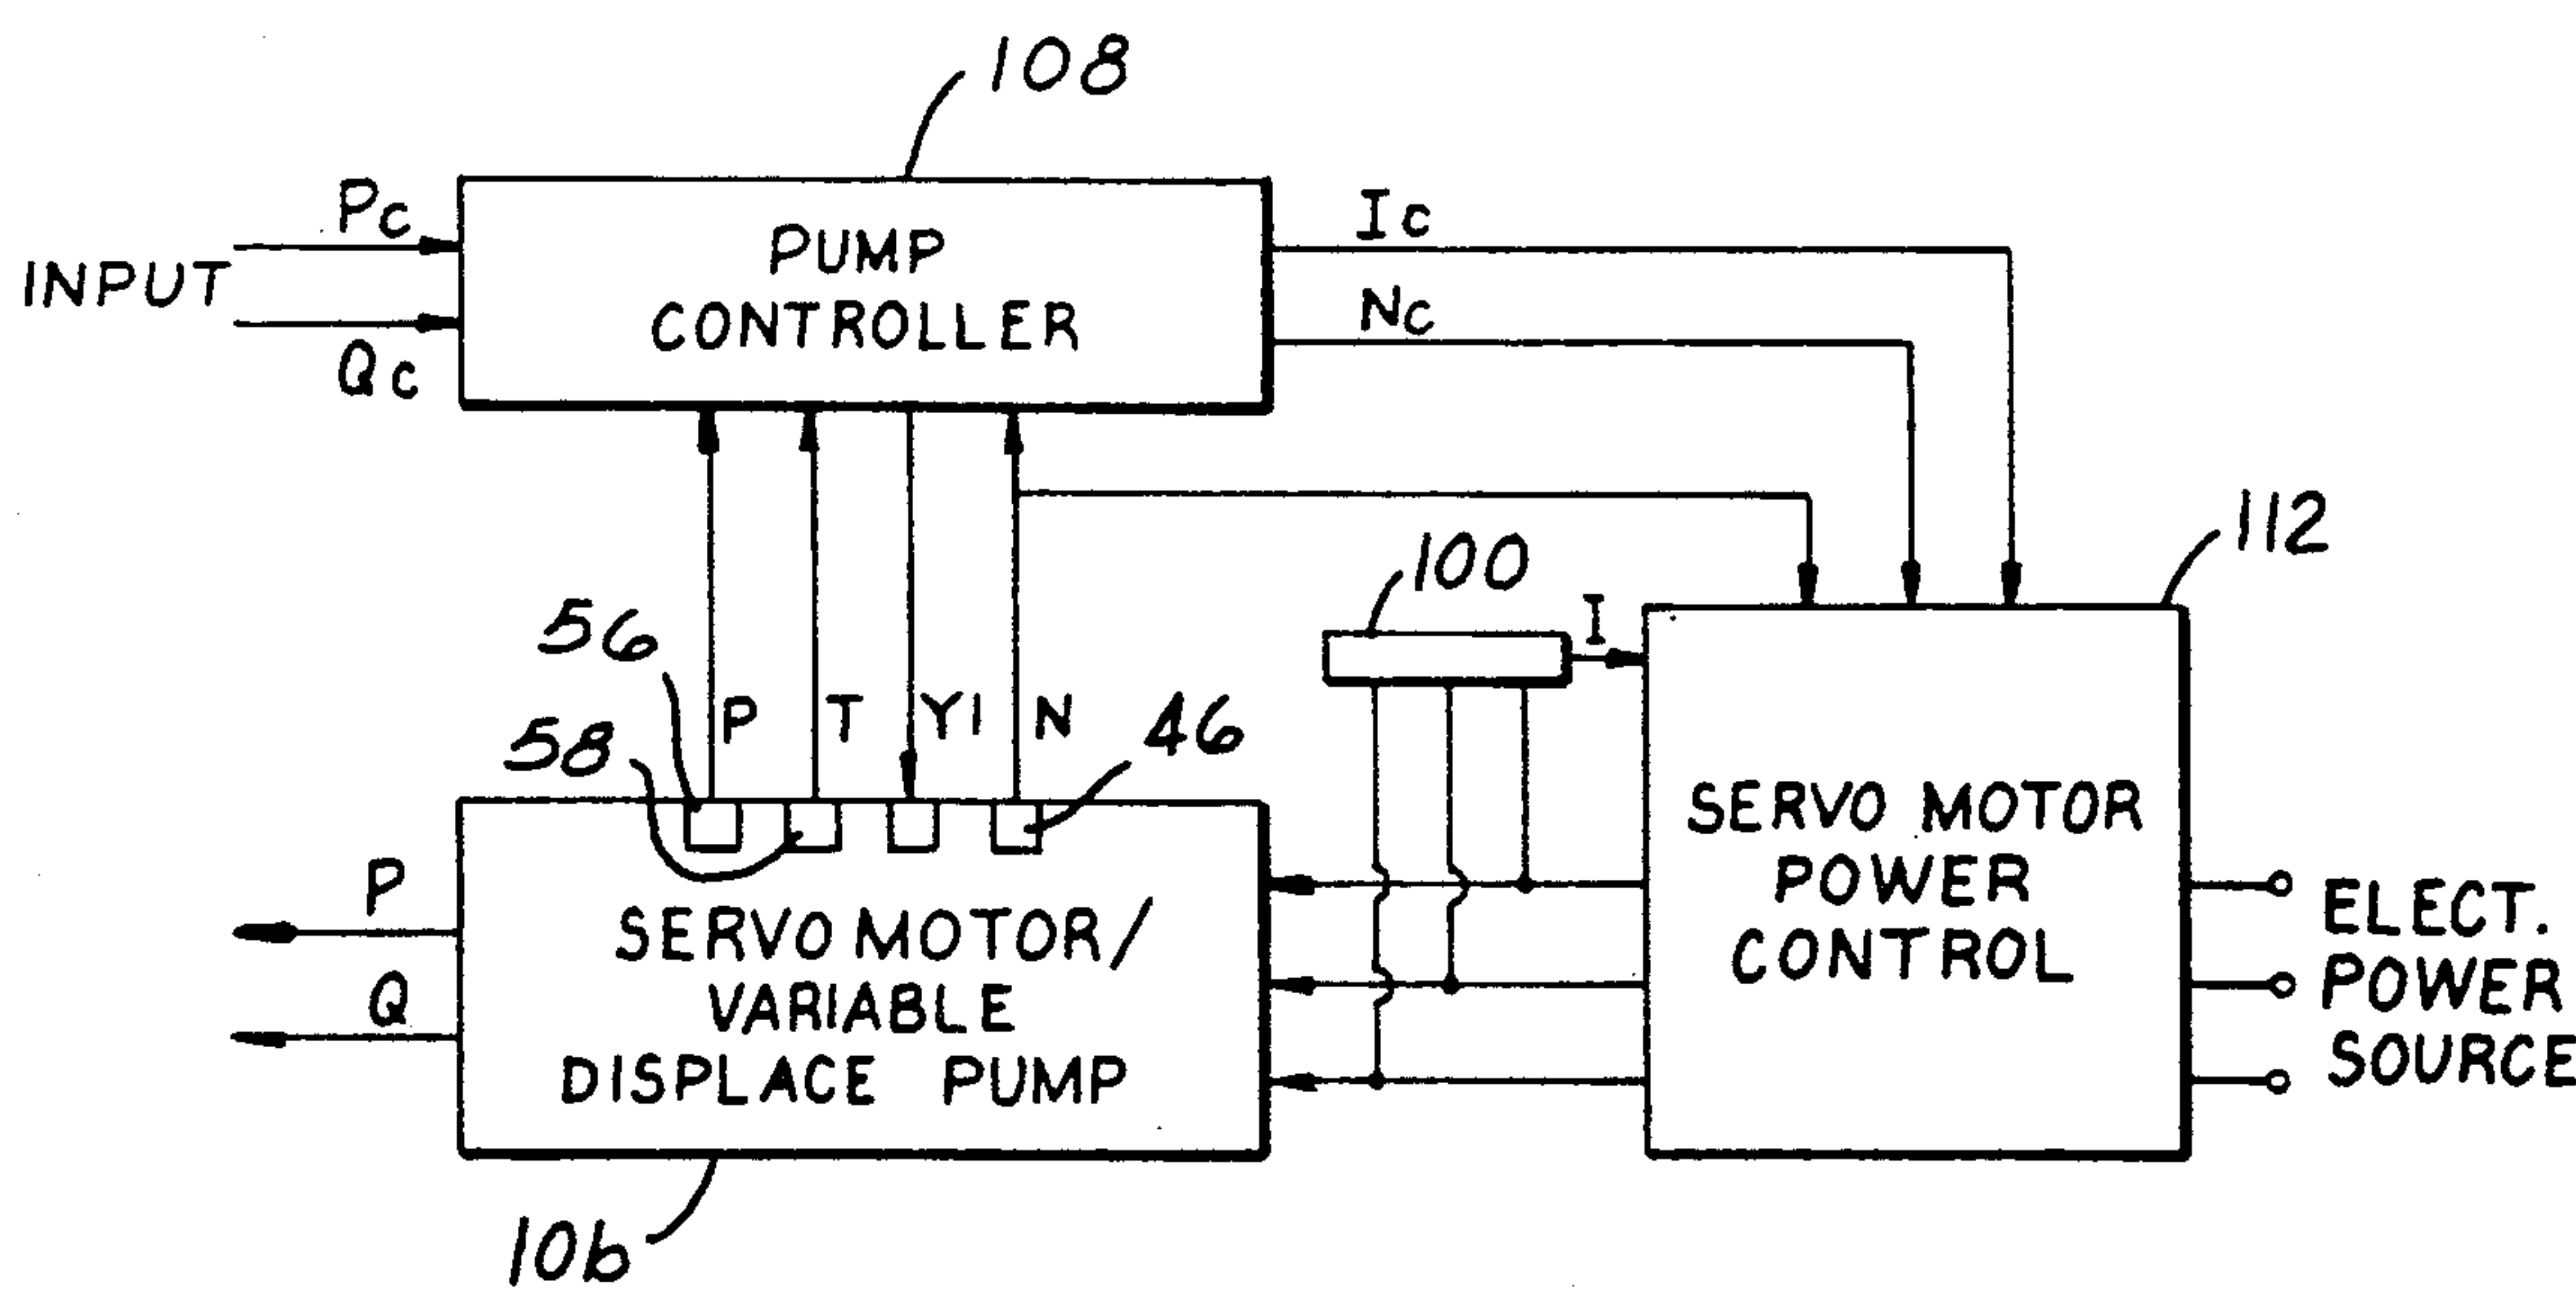 108
Pc
INPUT
Qc
PUMP
CONTROLLER
Ic
Nc
112
100
I
56
58
P
T
Y1
N
46
SERVO MOTOR
POWER
CONTROL
ELECT.
POWER
SOURCE
P
Q
SERVO MOTOR/
VARIABLE
DISPLACE PUMP
10b